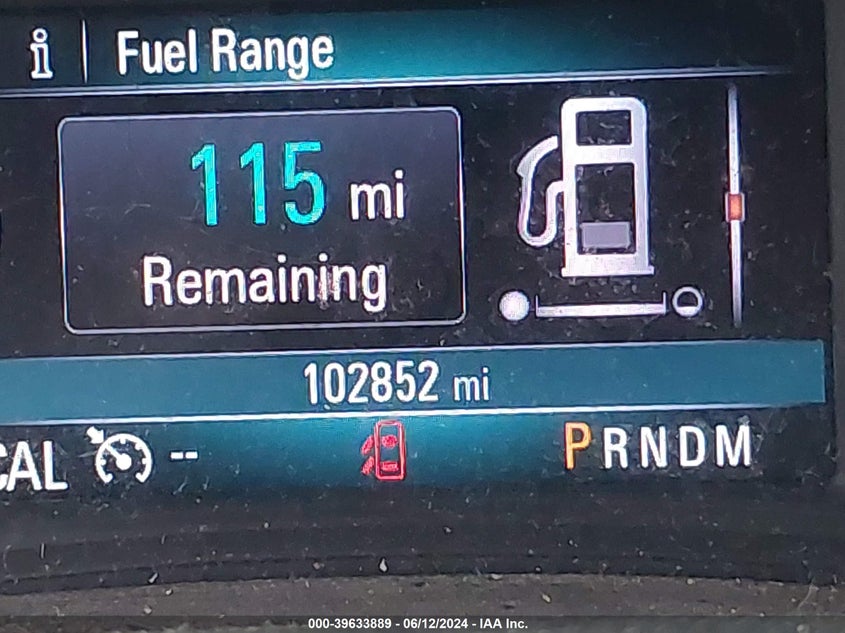 i Fuel Range
115 mi
Remaining
102852 mi
CAL -- PRNDM
000-39633889 - 06/12/2024 - IAA Inc.